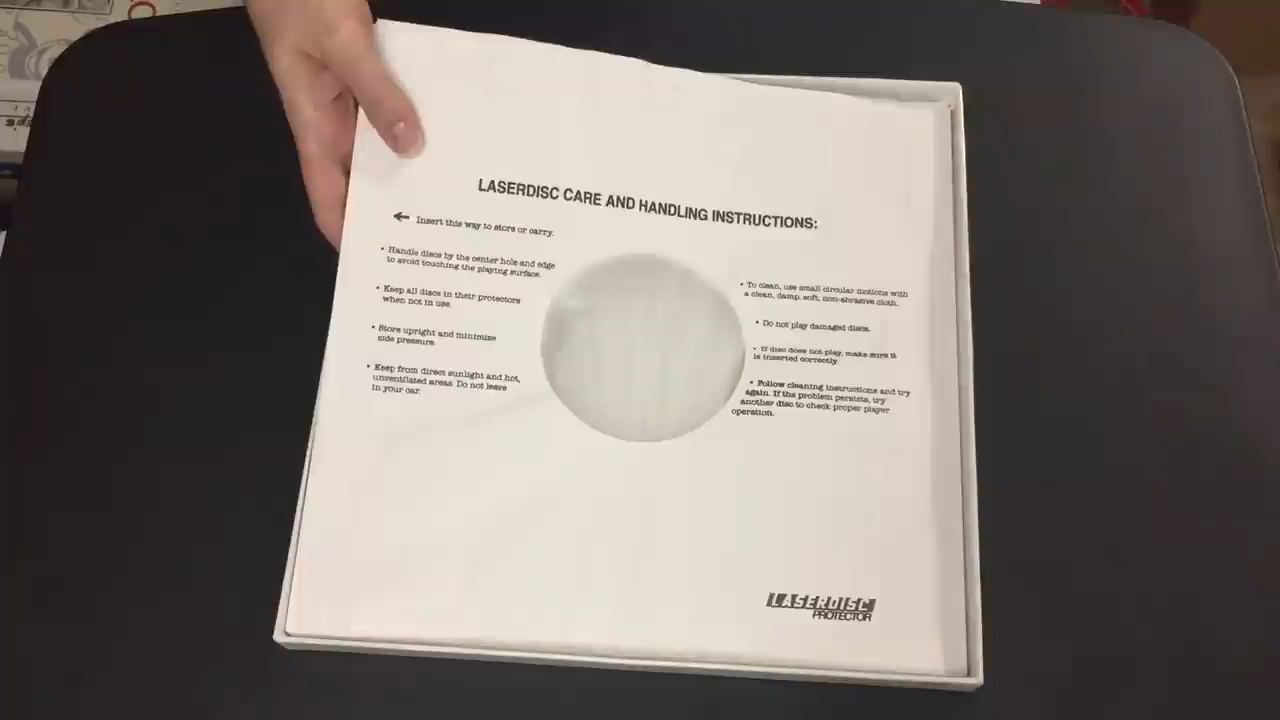 LASERDISC CARE AND HANDLING INSTRUCTIONS:
← Insert this way to store or carry.
• Handle discs by the center hole and edge
to avoid touching the playing surface.
• Keep all discs in their protectors
when not in use.
• Store upright and minimize
side pressure.
• Keep from direct sunlight and hot,
unventilated areas. Do not leave
in your car.
• To clean, use small circular motions with
a clean, damp, soft, non-abrasive cloth.
• Do not play damaged discs.
• If disc does not play, make sure it
is inserted correctly.
• Follow cleaning instructions and try
again. If the problem persists, try
another disc to check proper player
operation.
LASERDISC
PROTECTOR